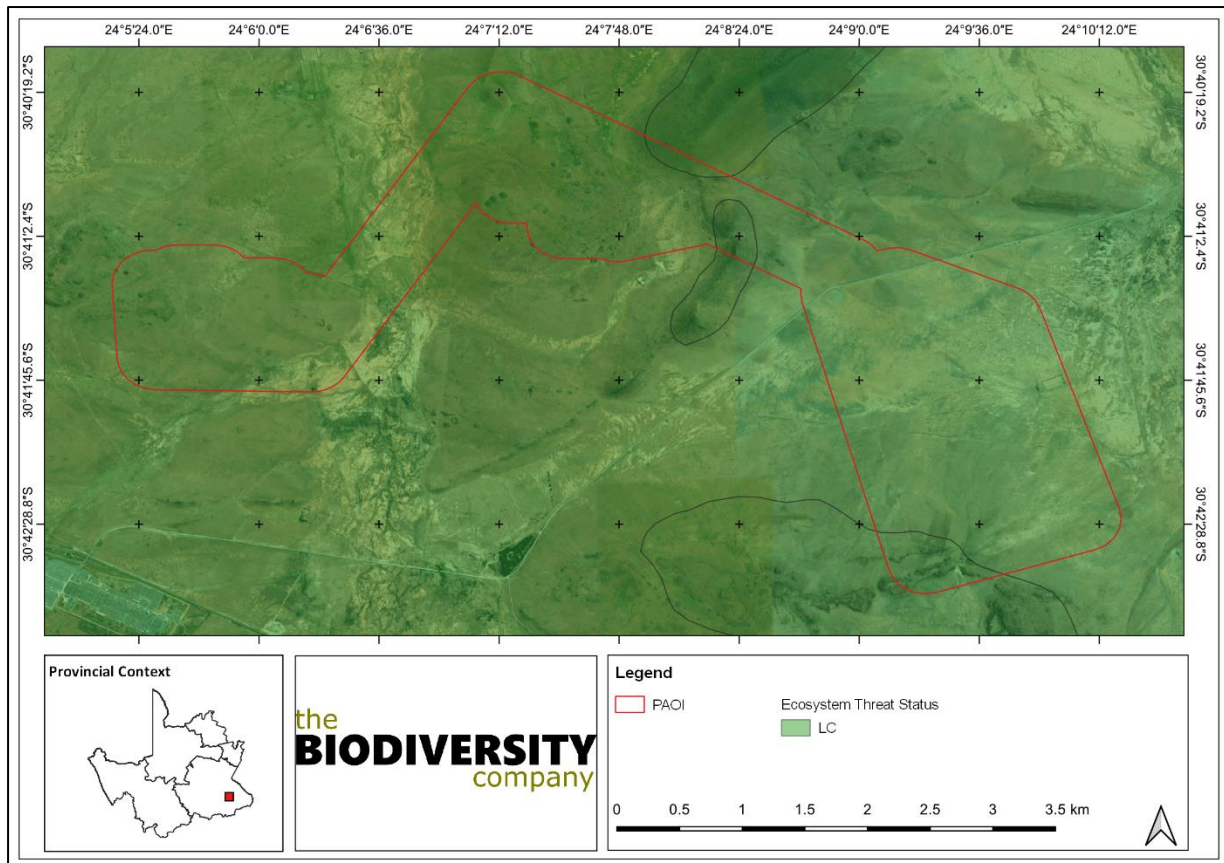 24°5'24.0"E 24°6'0.0"E 24°6'36.0"E 24°7'12.0"E 24°7'48.0"E 24°8'24.0"E 24°9'0.0"E 24°9'36.0"E 24°10'12.0"E
30°40'19.2"S 30°40'19.2"S
30°41'2.4"S 30°41'2.4"S
30°41'45.6"S 30°41'45.6"S
30°42'28.8"S 30°42'28.8"S
Provincial Context
the
BIODIVERSITY
company
Legend
PAOI
Ecosystem Threat Status
LC
0 0.5 1 1.5 2 2.5 3 3.5 km